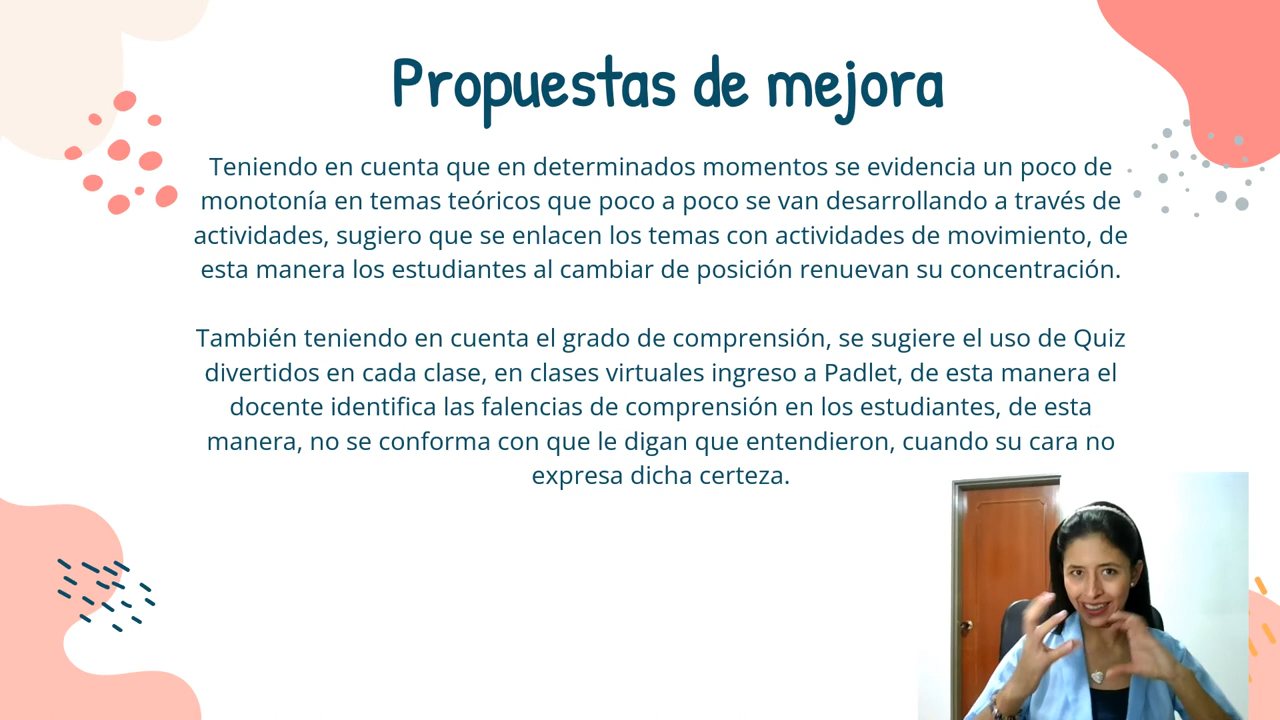 Propuestas de mejora
Teniendo en cuenta que en determinados momentos se evidencia un poco de
monotonía en temas teóricos que poco a poco se van desarrollando a través de
actividades, sugiero que se enlacen los temas con actividades de movimiento, de
esta manera los estudiantes al cambiar de posición renuevan su concentración.
También teniendo en cuenta el grado de comprensión, se sugiere el uso de Quiz
divertidos en cada clase, en clases virtuales ingreso a Padlet, de esta manera el
docente identifica las falencias de comprensión en los estudiantes, de esta
manera, no se conforma con que le digan que entendieron, cuando su cara no
expresa dicha certeza.